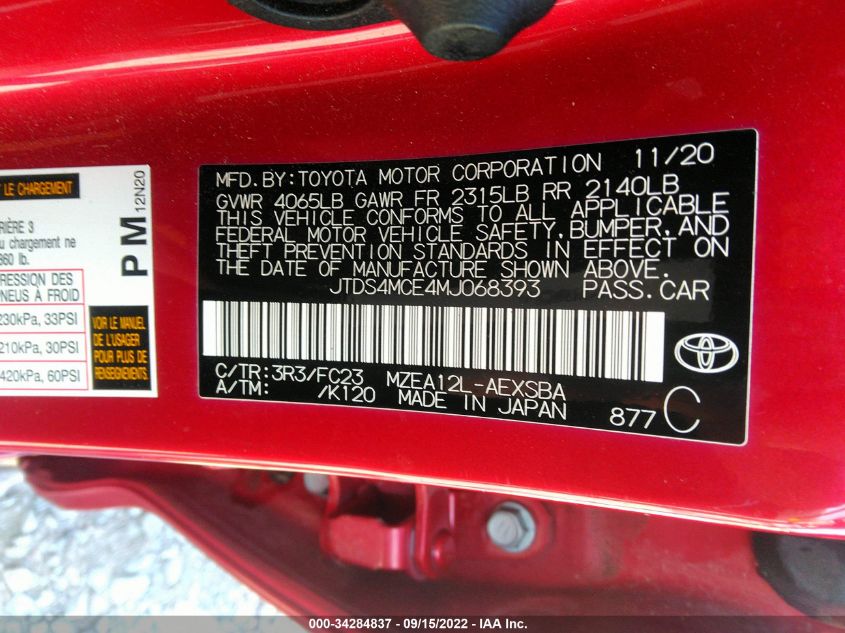 LE CHARGEMENT
RIÈRE 3
u chargement ne
360 lb.
RESSION DES
PNEUS À FROID
230kPa, 33PSI
210kPa, 30PSI
420kPa, 60PSI
PM
12N20
VOIR LE MANUEL
DE L'USAGER
POUR PLUS DE
RENSEIGNEMENTS
MFD.BY:TOYOTA MOTOR CORPORATION 11/20
GVWR 4065LB GAWR FR 2315LB RR 2140LB
THIS VEHICLE CONFORMS TO ALL APPLICABLE
FEDERAL MOTOR VEHICLE SAFETY,BUMPER,AND
THEFT PREVENTION STANDARDS IN EFFECT ON
THE DATE OF MANUFACTURE SHOWN ABOVE.
JTDS4MCE4MJ068393 PASS.CAR
C/TR:3R3/FC23 MZEA12L-AEXSBA
A/TM: /K120 MADE IN JAPAN
877 C
000-34284837 - 09/15/2022 - IAA Inc.